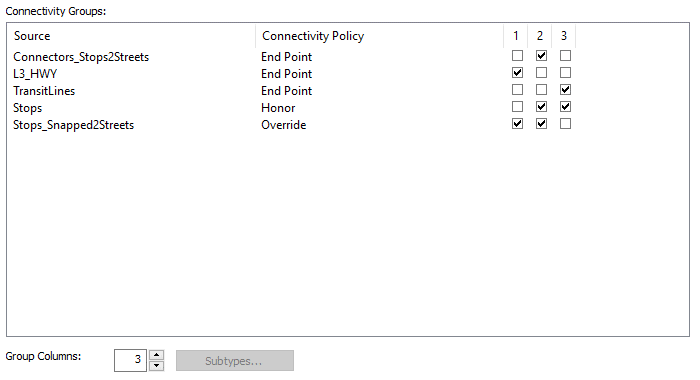 Connectivity Groups:
Source Connectivity Policy 1 2 3
Connectors_Stops2Streets End Point
L3_HWY End Point
TransitLines End Point
Stops Honor
Stops_Snapped2Streets Override
Group Columns: 3 Subtypes...